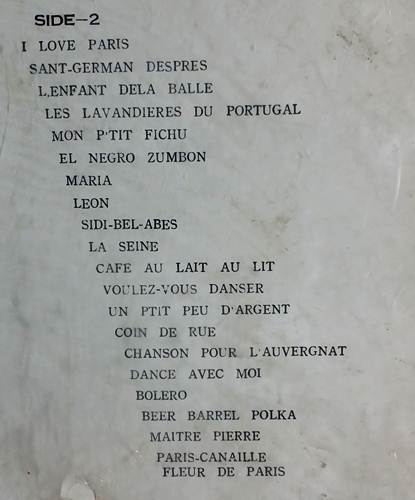 SIDE-2
I LOVE PARIS
SANT-GERMAN DESPRES
L,ENFANT DELA BALLE
LES LAVANDIERES DU PORTUGAL
MON P'TIT FICHU
EL NEGRO ZUMBON
MARIA
LEON
SIDI-BEL-ABES
LA SEINE
CAFE AU LAIT AU LIT
VOULEZ-VOUS DANSER
UN PTIT PEU D'ARGENT
COIN DE RUE
CHANSON POUR L'AUVERGNAT
DANCE AVEC MOI
BOLERO
BEER BARREL POLKA
MAITRE PIERRE
PARIS-CANAILLE
FLEUR DE PARIS